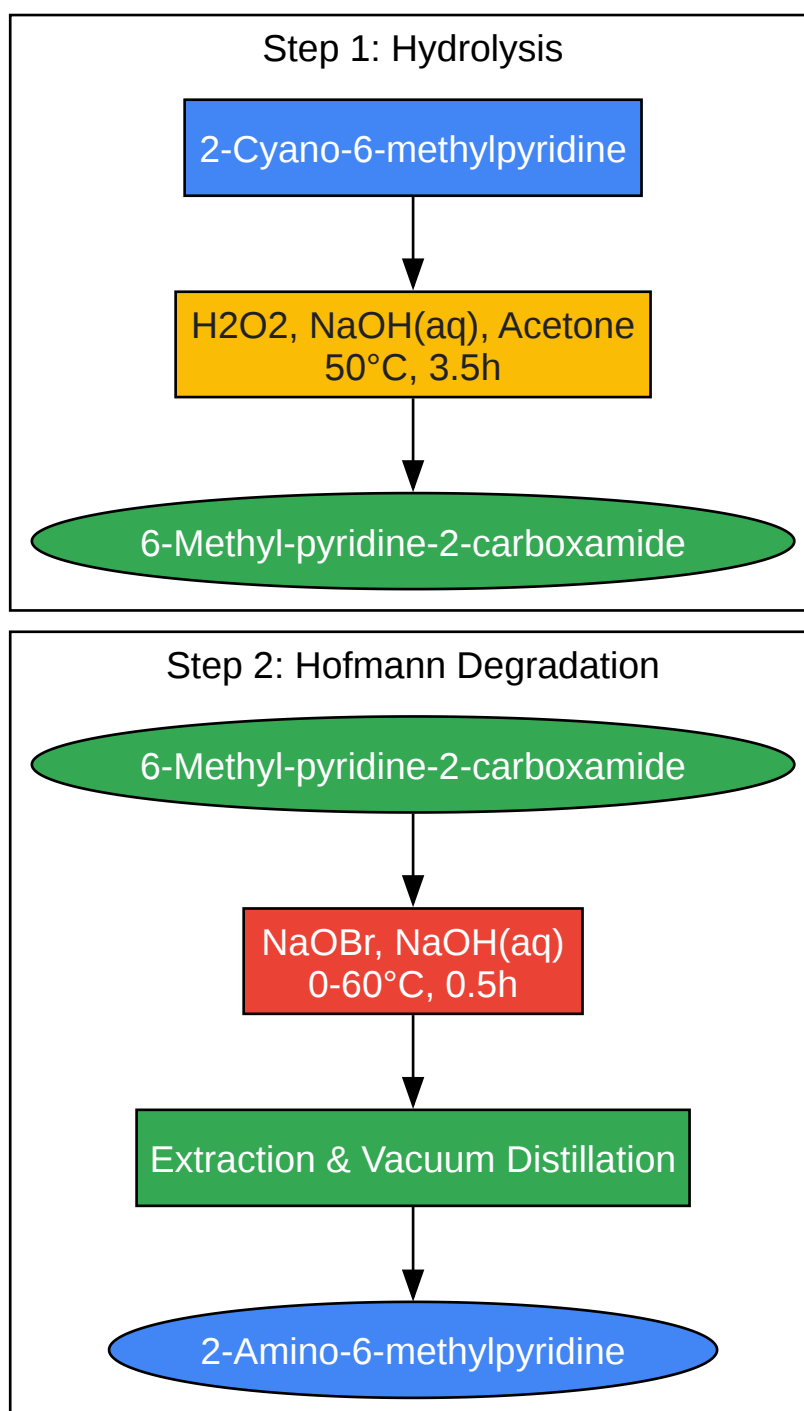 Step 1: Hydrolysis
2-Cyano-6-methylpyridine
H2O2, NaOH(aq), Acetone
50°C, 3.5h
6-Methyl-pyridine-2-carboxamide
Step 2: Hofmann Degradation
6-Methyl-pyridine-2-carboxamide
NaOBr, NaOH(aq)
0-60°C, 0.5h
Extraction & Vacuum Distillation
2-Amino-6-methylpyridine